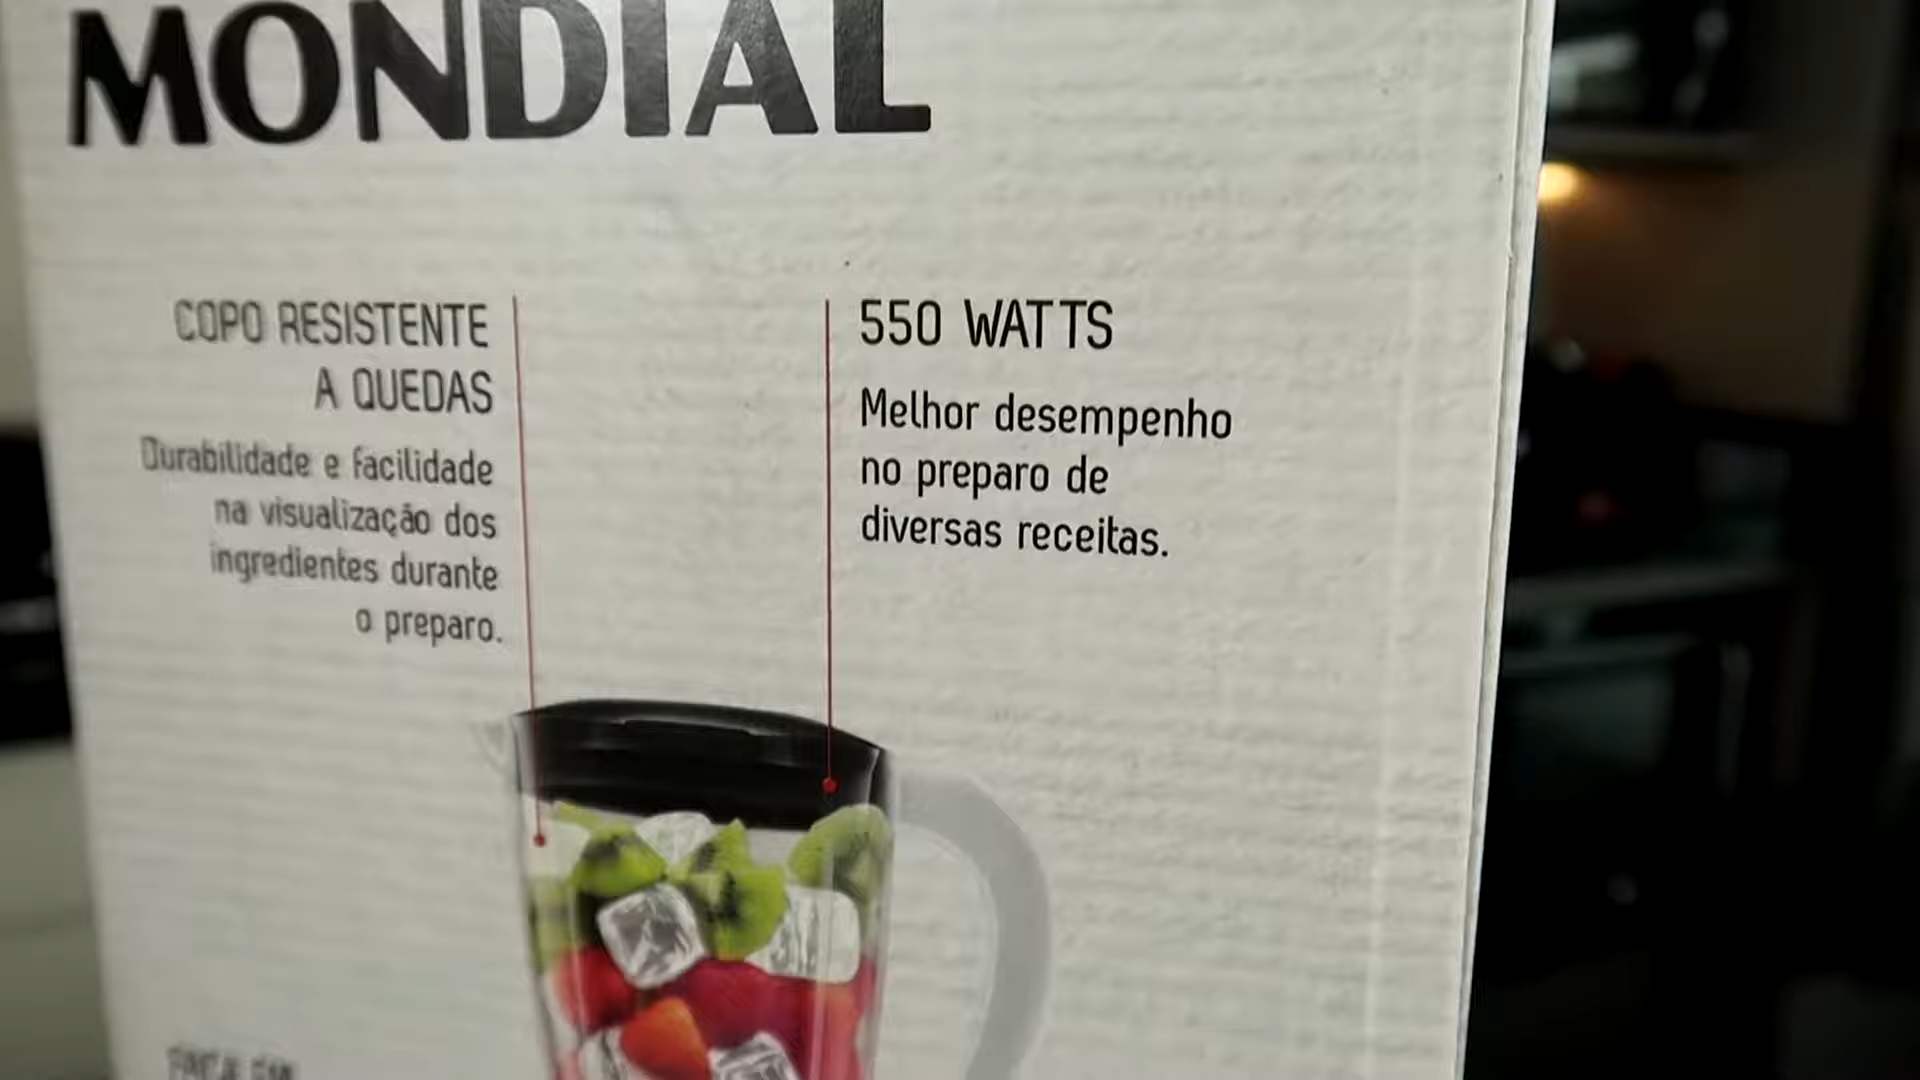 MONDIAL
COPO RESISTENTE
A QUEDAS
Durabilidade e facilidade
na visualização dos
ingredientes durante
o preparo.
550 WATTS
Melhor desempenho
no preparo de
diversas receitas.